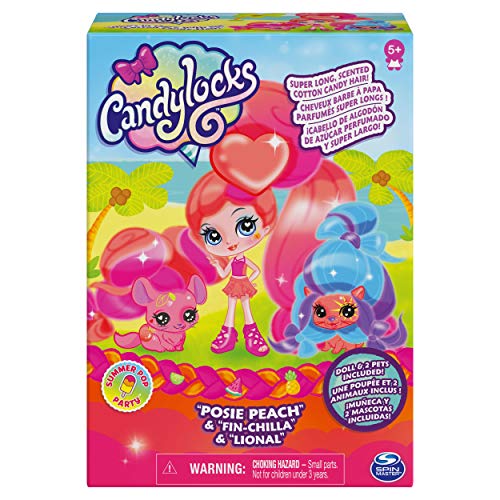 Candylocks
5+
SUPER LONG, SCENTED
COTTON CANDY HAIR!
CHEVEUX BARBE À PAPA
PARFUMÉS SUPER LONGS !
¡CABELLO DE ALGODÓN
DE AZÚCAR PERFUMADO
Y SUPER LARGO!
SUMMER POP
PARTY
DOLL & 2 PETS
INCLUDED!
UNE POUPÉE ET 2
ANIMAUX INCLUS !
¡MUÑECA Y
2 MASCOTAS
INCLUIDAS!
"POSIE PEACH"
& "FIN-CHILLA"
& "LIONAL"
WARNING: CHOKING HAZARD – Small parts.
Not for children under 3 years.
SPIN
MASTER